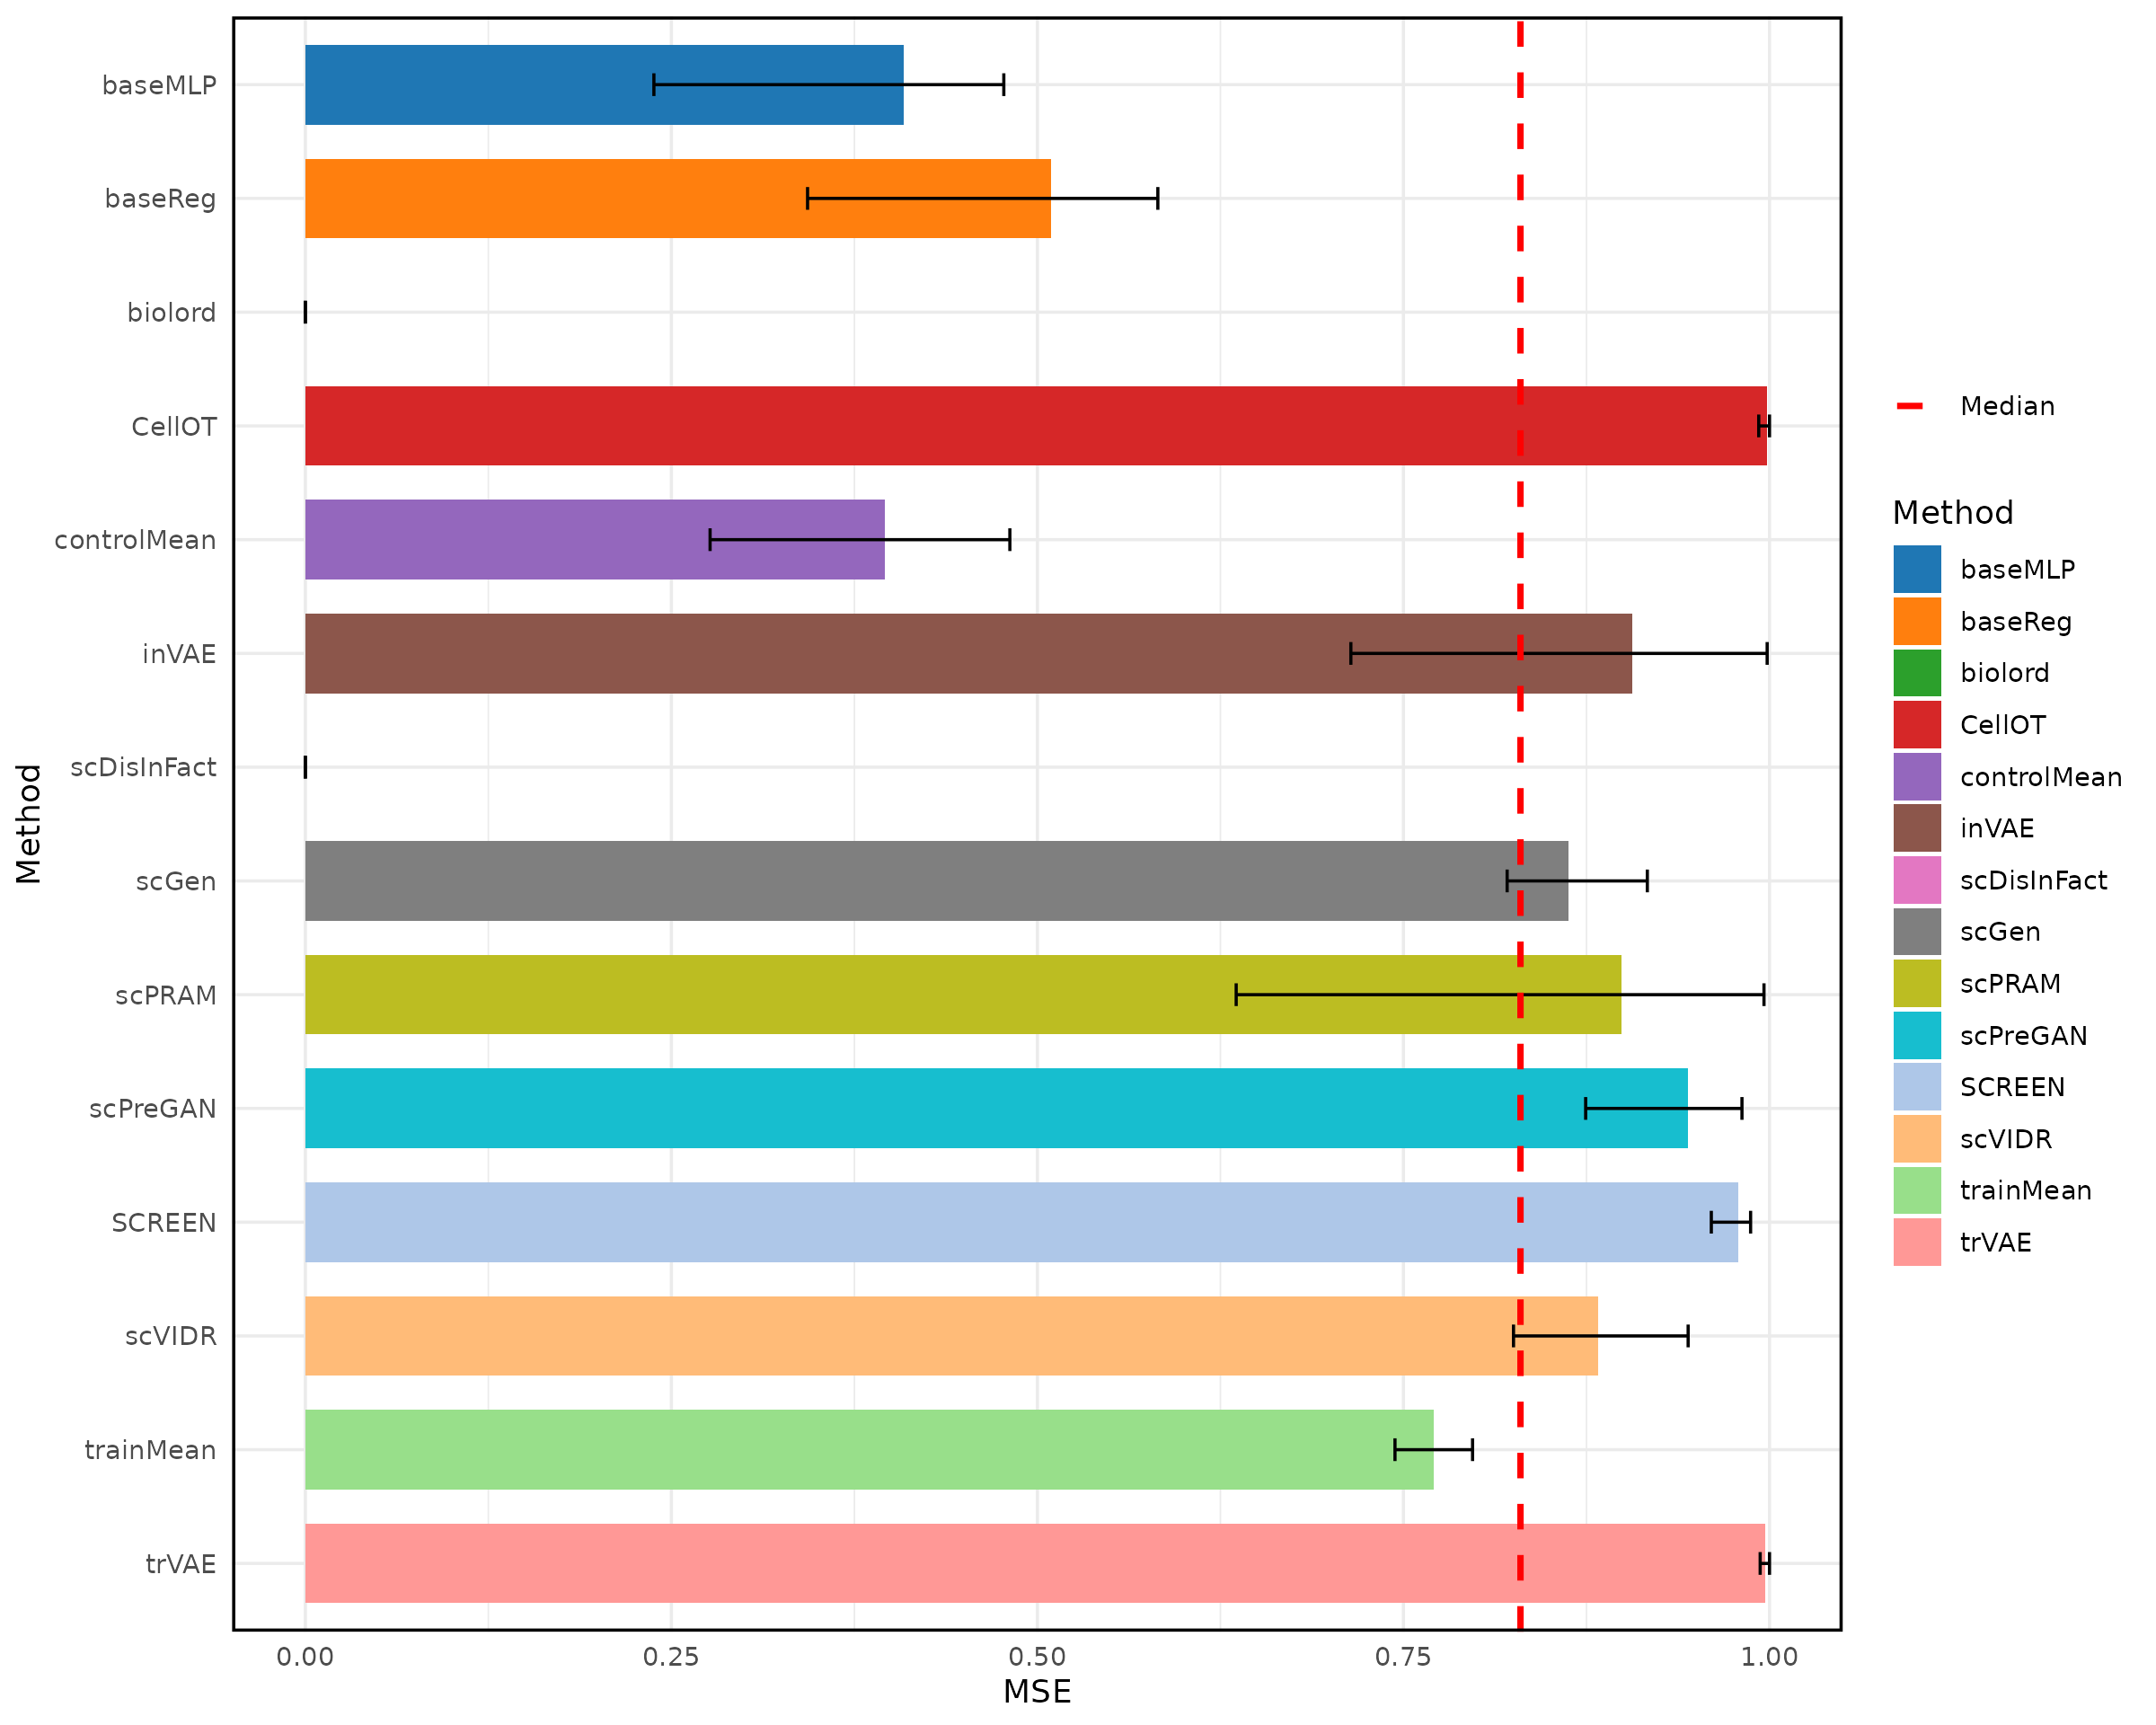 baseMLP
baseReg
biolord
CellOT
controlMean
inVAE
scDisInFact
scGen
scPRAM
scPreGAN
SCREEN
scVIDR
trainMean
trVAE
Method
0.00 0.25 0.50 0.75 1.00
MSE
Median
Method
baseMLP
baseReg
biolord
CellOT
controlMean
inVAE
scDisInFact
scGen
scPRAM
scPreGAN
SCREEN
scVIDR
trainMean
trVAE